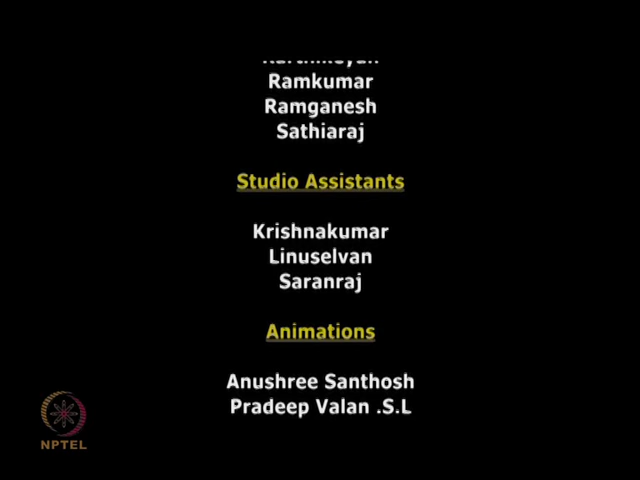 Ramkumar
Ramganesh
Sathiaraj
Studio Assistants
Krishnakumar
Linuselvan
Saranraj
Animations
Anushree Santhosh
Pradeep Valan .S.L
NPTEL